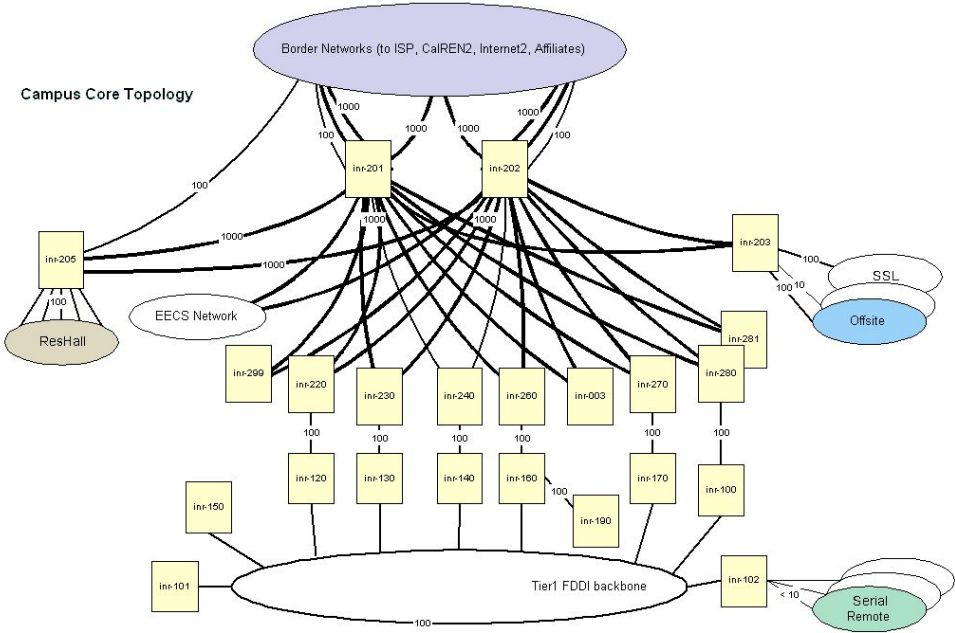 Border Networks (to ISP, CalREN2, Internet2, Affiliates)
Campus Core Topology
1000
1000
1000
1000
100
100
inr-201
inr-202
100
1000
1000
1000
1000
inr-205
inr-203
100
100
10
100
SSL
Offsite
ResHall
EECS Network
inr-299
inr-220
inr-230
inr-240
inr-260
inr-003
inr-270
inr-280
inr-281
100
100
100
100
100
100
inr-120
inr-130
inr-140
inr-160
inr-170
inr-100
100
inr-150
inr-190
inr-101
Tier1 FDDI backbone
inr-102
< 10
Serial
Remote
100